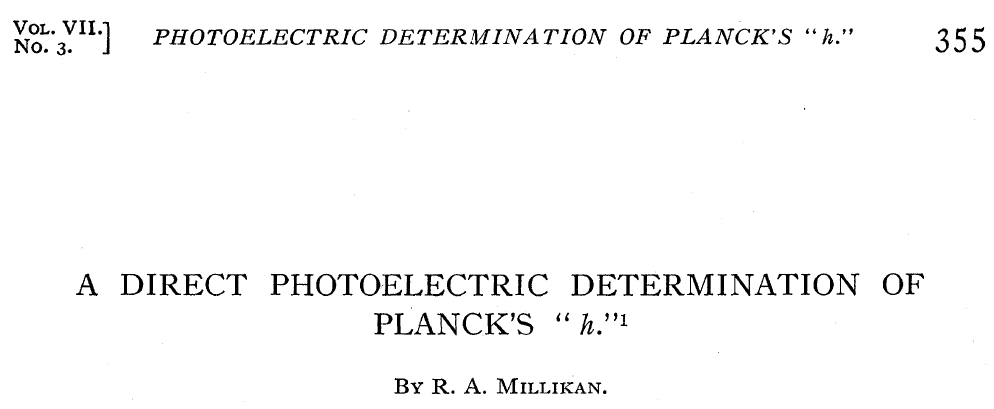 VOL. VII.]
No. 3.
PHOTOELECTRIC DETERMINATION OF PLANCK'S "h."
355
A DIRECT PHOTOELECTRIC DETERMINATION OF
PLANCK'S "h."¹
BY R. A. MILLIKAN.